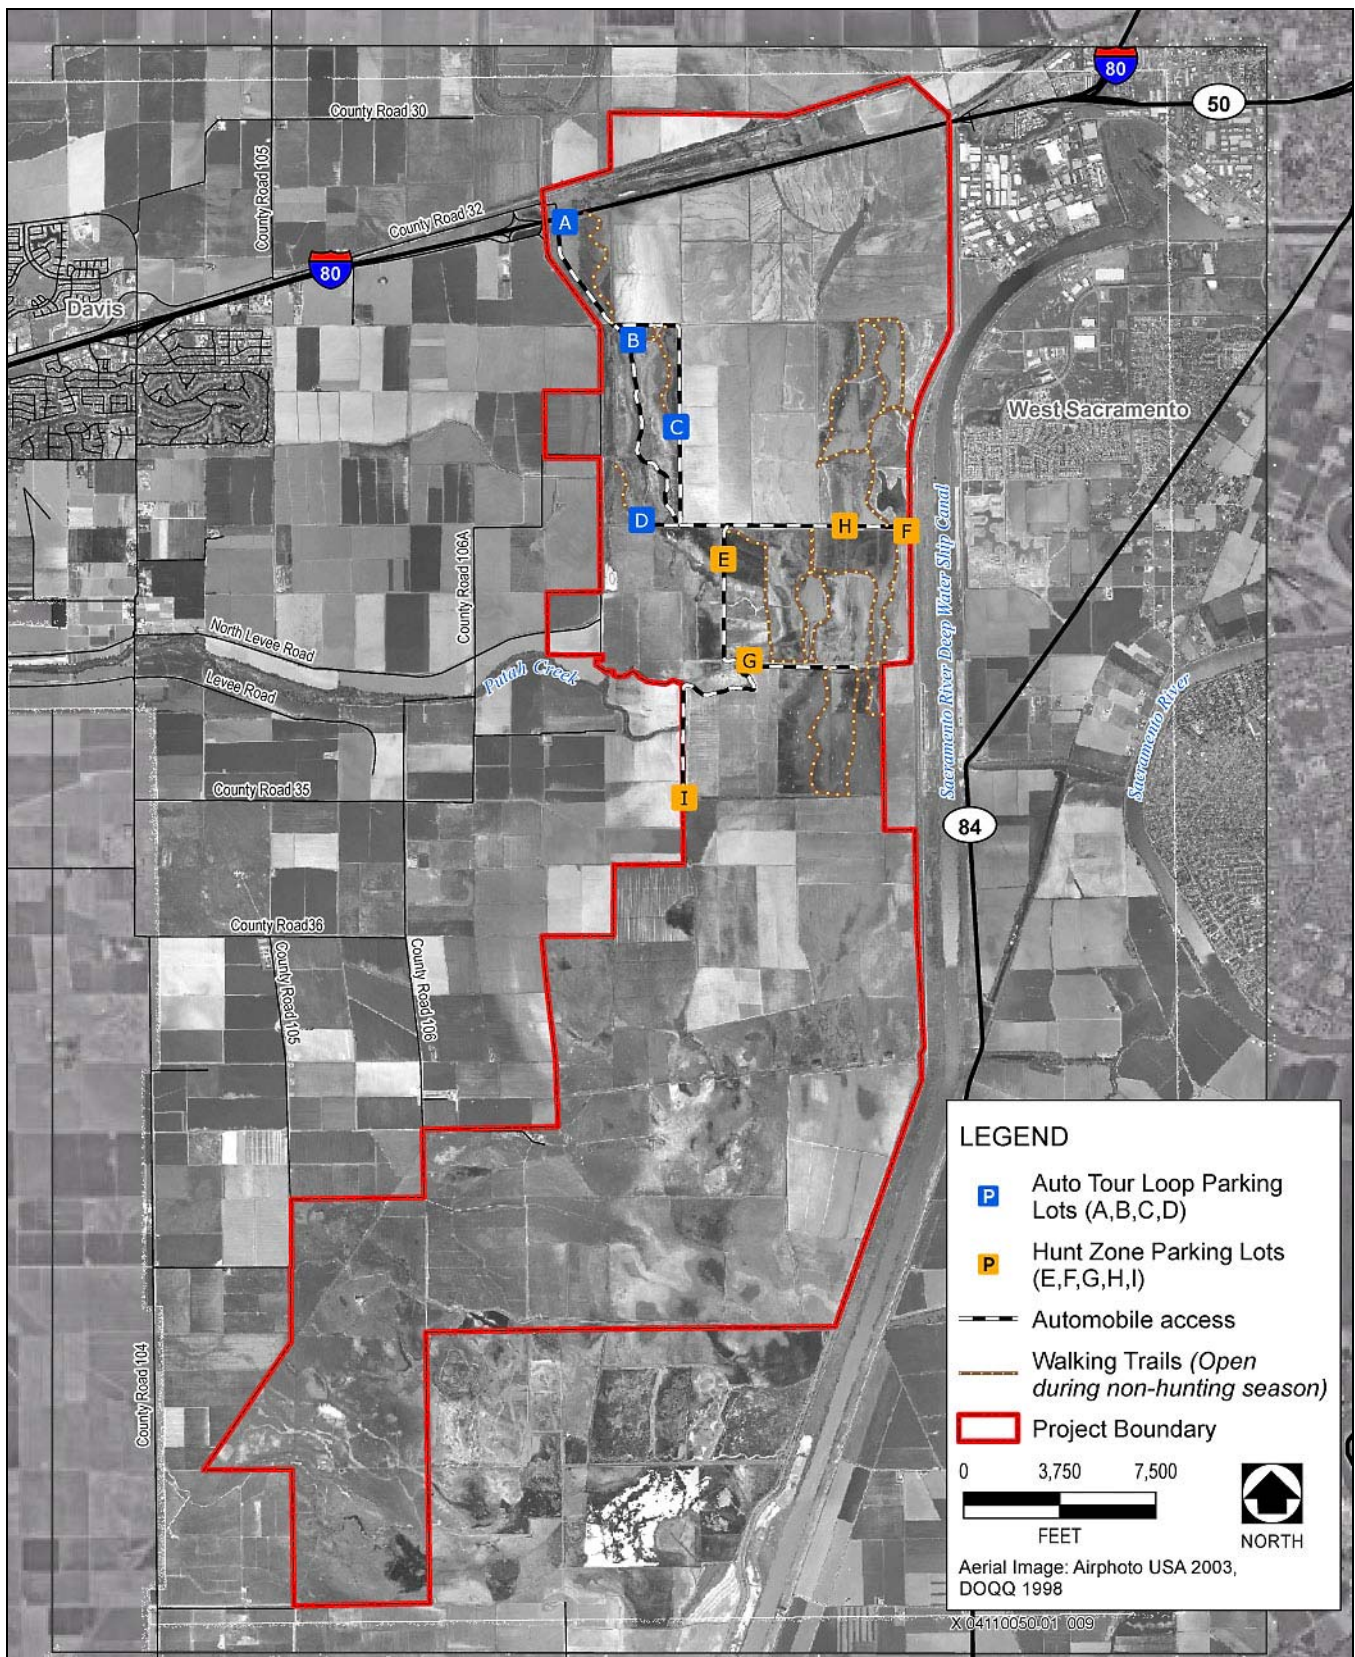 80
50
County Road 30
County Road 105
County Road 32
A
80
Davis
B
West Sacramento
C
D
H
F
E
County Road 106A
Sacramento River Deep Water Ship Canal
North Levee Road
Levee Road
Putah Creek
G
Sacramento River
County Road 35
I
84
County Road36
County Road 105
County Road 106
County Road 104
LEGEND
P
Auto Tour Loop Parking
Lots (A,B,C,D)
P
Hunt Zone Parking Lots
(E,F,G,H,I)
Automobile access
Walking Trails (Open
during non-hunting season)
Project Boundary
0 3,750 7,500
FEET
NORTH
Aerial Image: Airphoto USA 2003,
DOQQ 1998
X 04110050.01 009